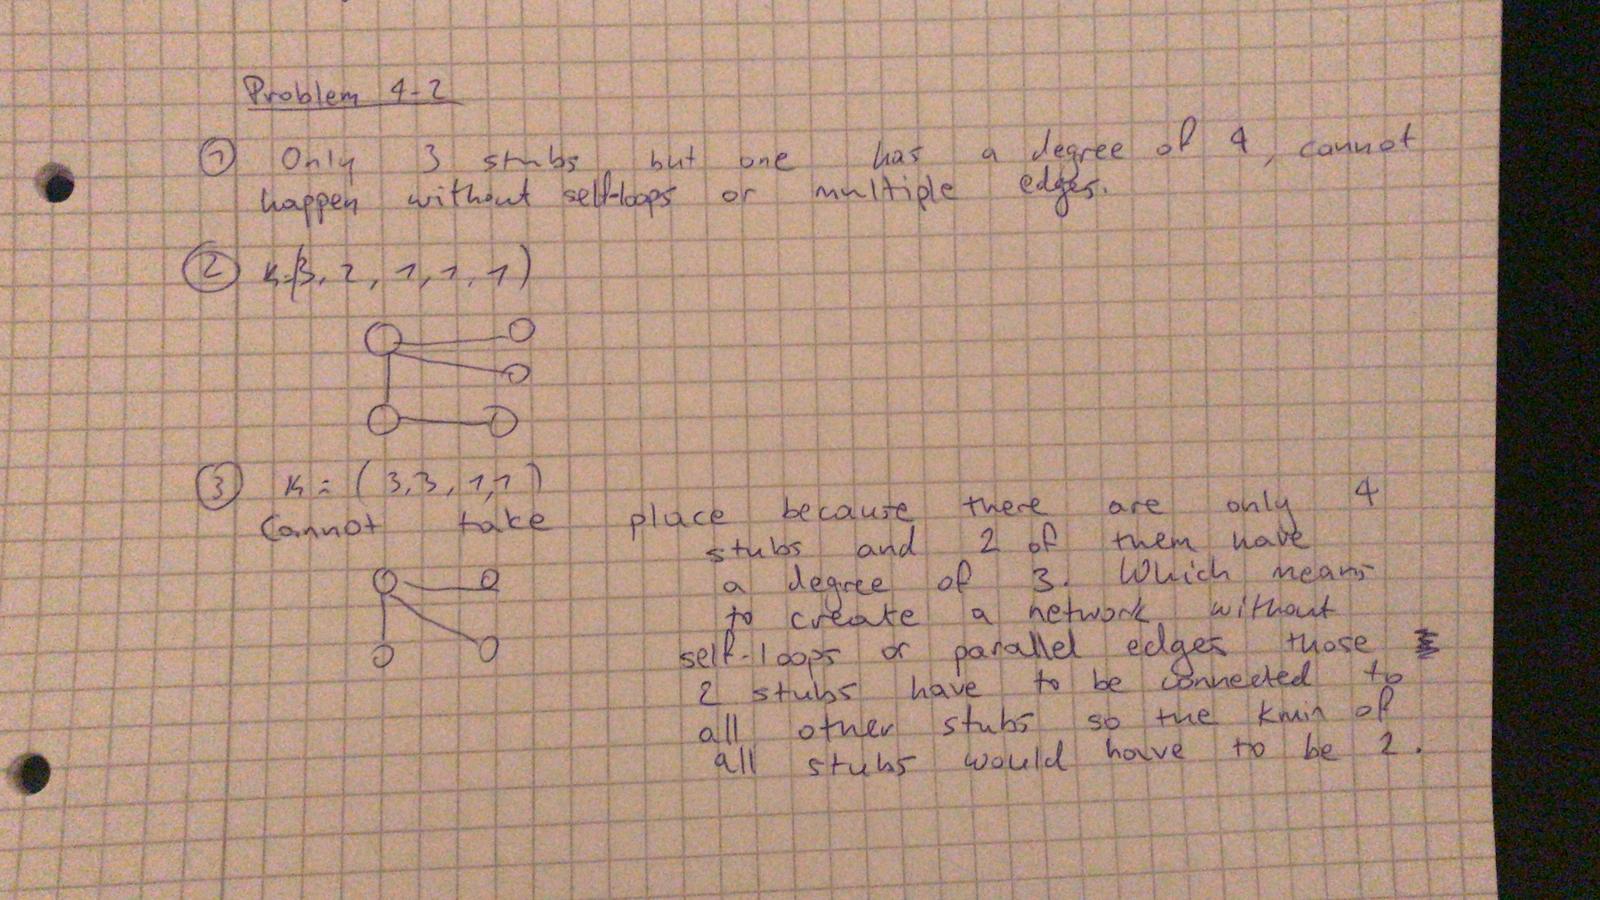 Problem 4-2
① Only 3 stubs but one has a degree of 4, cannot
happen without self-loops or multiple edges.
② k=(3, 2, 1, 1, 1)
③ k = (3,3,1,1)
Cannot take place because there are only 4
stubs and 2 of them have
a degree of 3. Which means
to create a network without
self-loops or parallel edges those
2 stubs have to be connected to
all other stubs so the kmin of
all stubs would have to be 2.